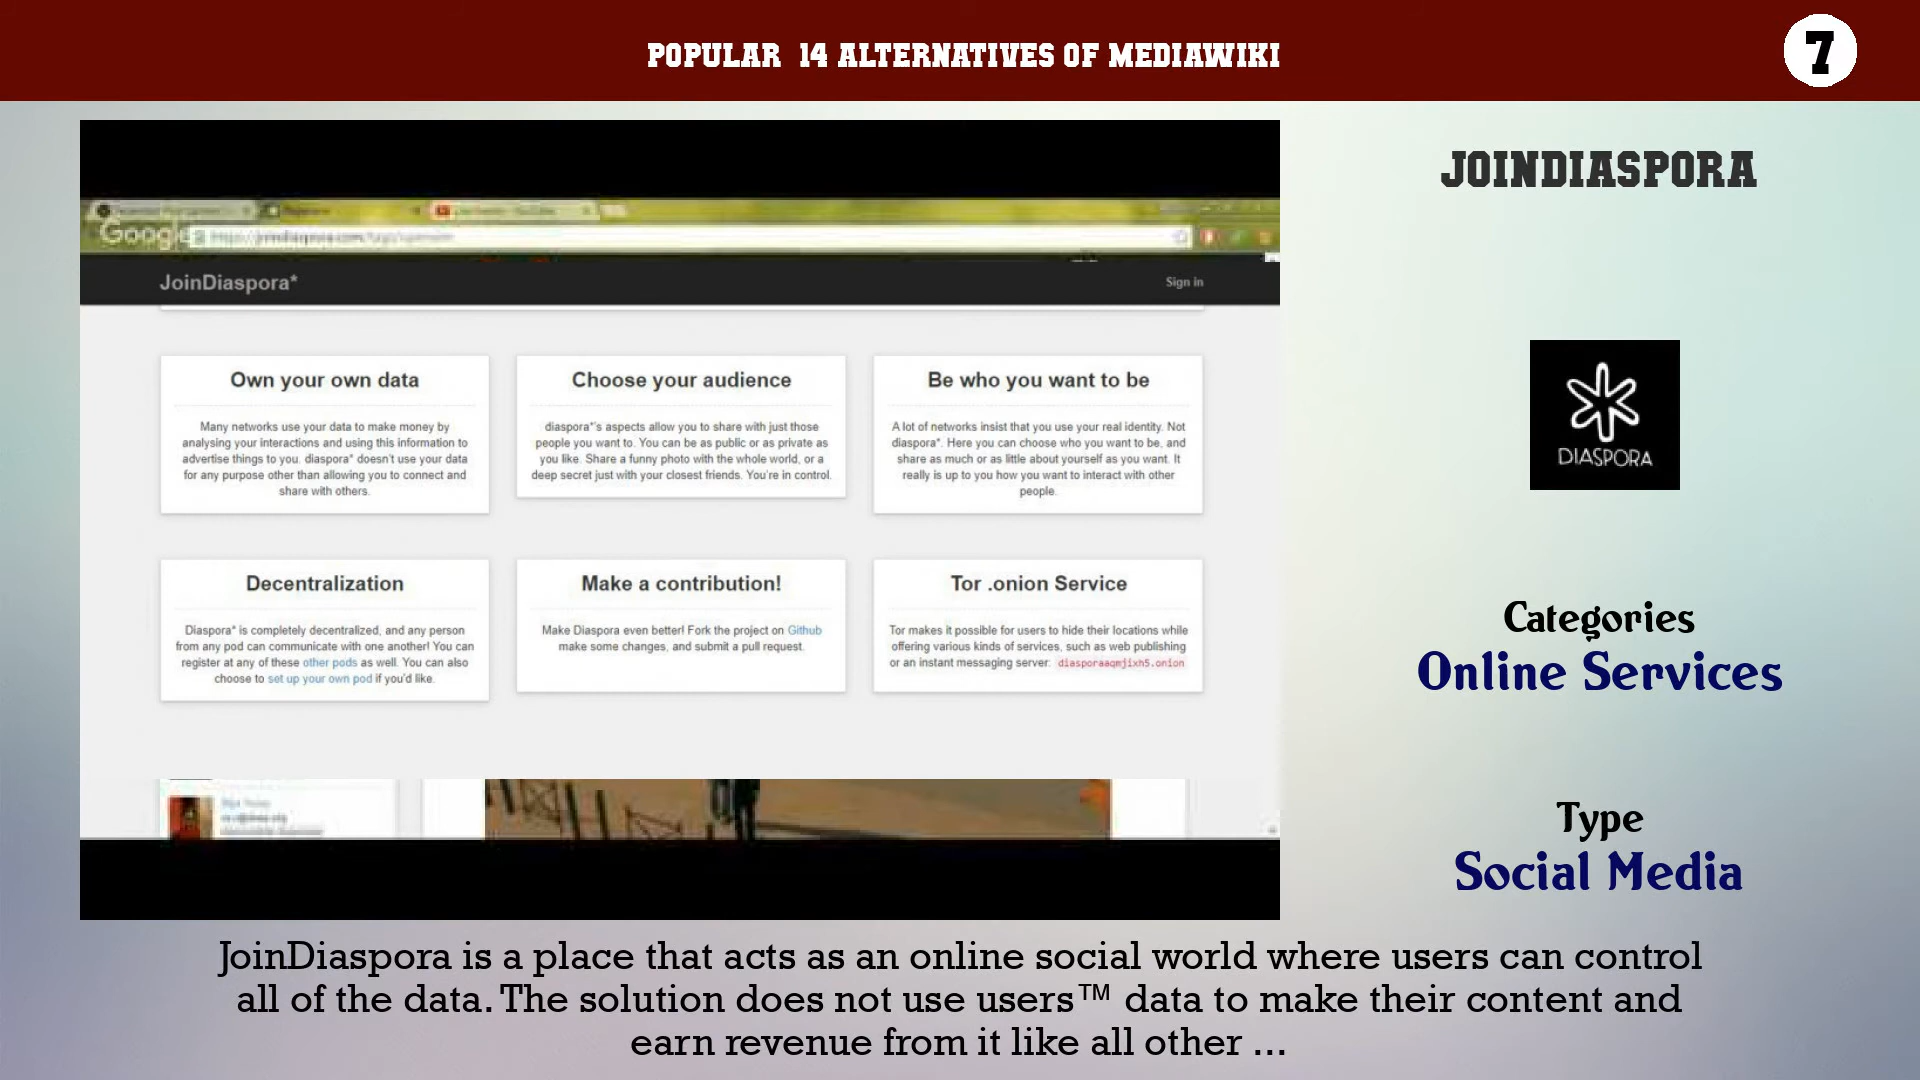 POPULAR 14 ALTERNATIVES OF MEDIAWIKI
7
JOINDIASPORA
Google
JoinDiaspora*
Sign in
Own your own data
Many networks use your data to make money by
analysing your interactions and using this information to
advertise things to you. diaspora* doesn't use your data
for any purpose other than allowing you to connect and
share with others.
Choose your audience
diaspora*'s aspects allow you to share with just those
people you want to. You can be as public or as private as
you like. Share a funny photo with the whole world, or a
deep secret just with your closest friends. You're in control.
Be who you want to be
A lot of networks insist that you use your real identity. Not
diaspora*. Here you can choose who you want to be, and
share as much or as little about yourself as you want. It
really is up to you how you want to interact with other
people.
Decentralization
Diaspora* is completely decentralized, and any person
from any pod can communicate with one another! You can
register at any of these other pods as well. You can also
choose to set up your own pod if you'd like.
Make a contribution!
Make Diaspora even better! Fork the project on Github
make some changes, and submit a pull request.
Tor .onion Service
Tor makes it possible for users to hide their locations while
offering various kinds of services, such as web publishing
or an instant messaging server: diasporaaqmjixh5.onion
DIASPORA
Categories
Online Services
Type
Social Media
JoinDiaspora is a place that acts as an online social world where users can control
all of the data. The solution does not use users™ data to make their content and
earn revenue from it like all other ...